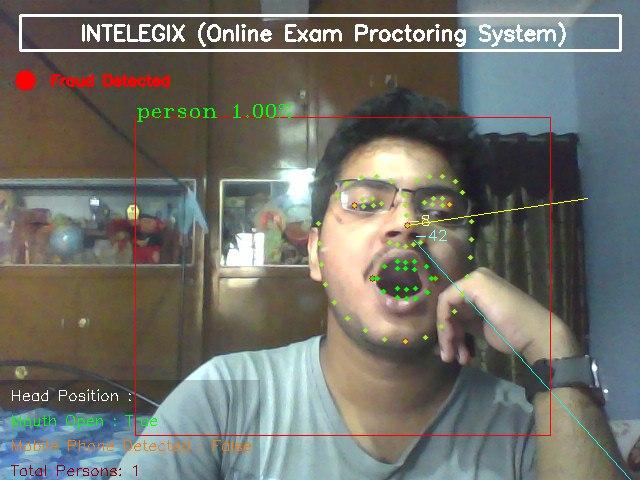 INTELEGIX (Online Exam Proctoring System)
Fraud Detected
person 1.00%
-8
-42
Head Position :
Mouth Open : True
Mobile Phone Detected : False
Total Persons: 1